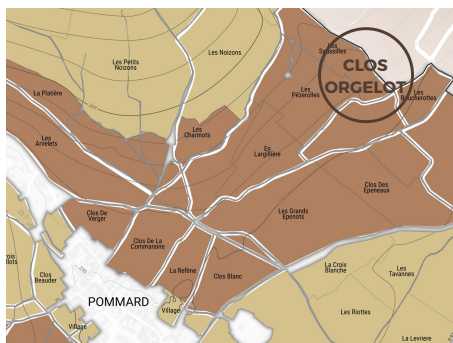 Les Petits
Noizons
Les Noizons
Les
Saussilles
CLOS
ORGELOT
La Platière
Les
Pézerolles
Les
Boucherottes
Les
Arvelets
Les
Charmots
En
Largillière
Clos Des
Epeneaux
Clos De
Verger
Les Grands
Epenots
Clos De La
Commaraine
La Refène
Clos Blanc
La Croix
Blanche
Les
Tavannes
Clos
Beauder
POMMARD
Village
Les Riottes
Village
La Levriere